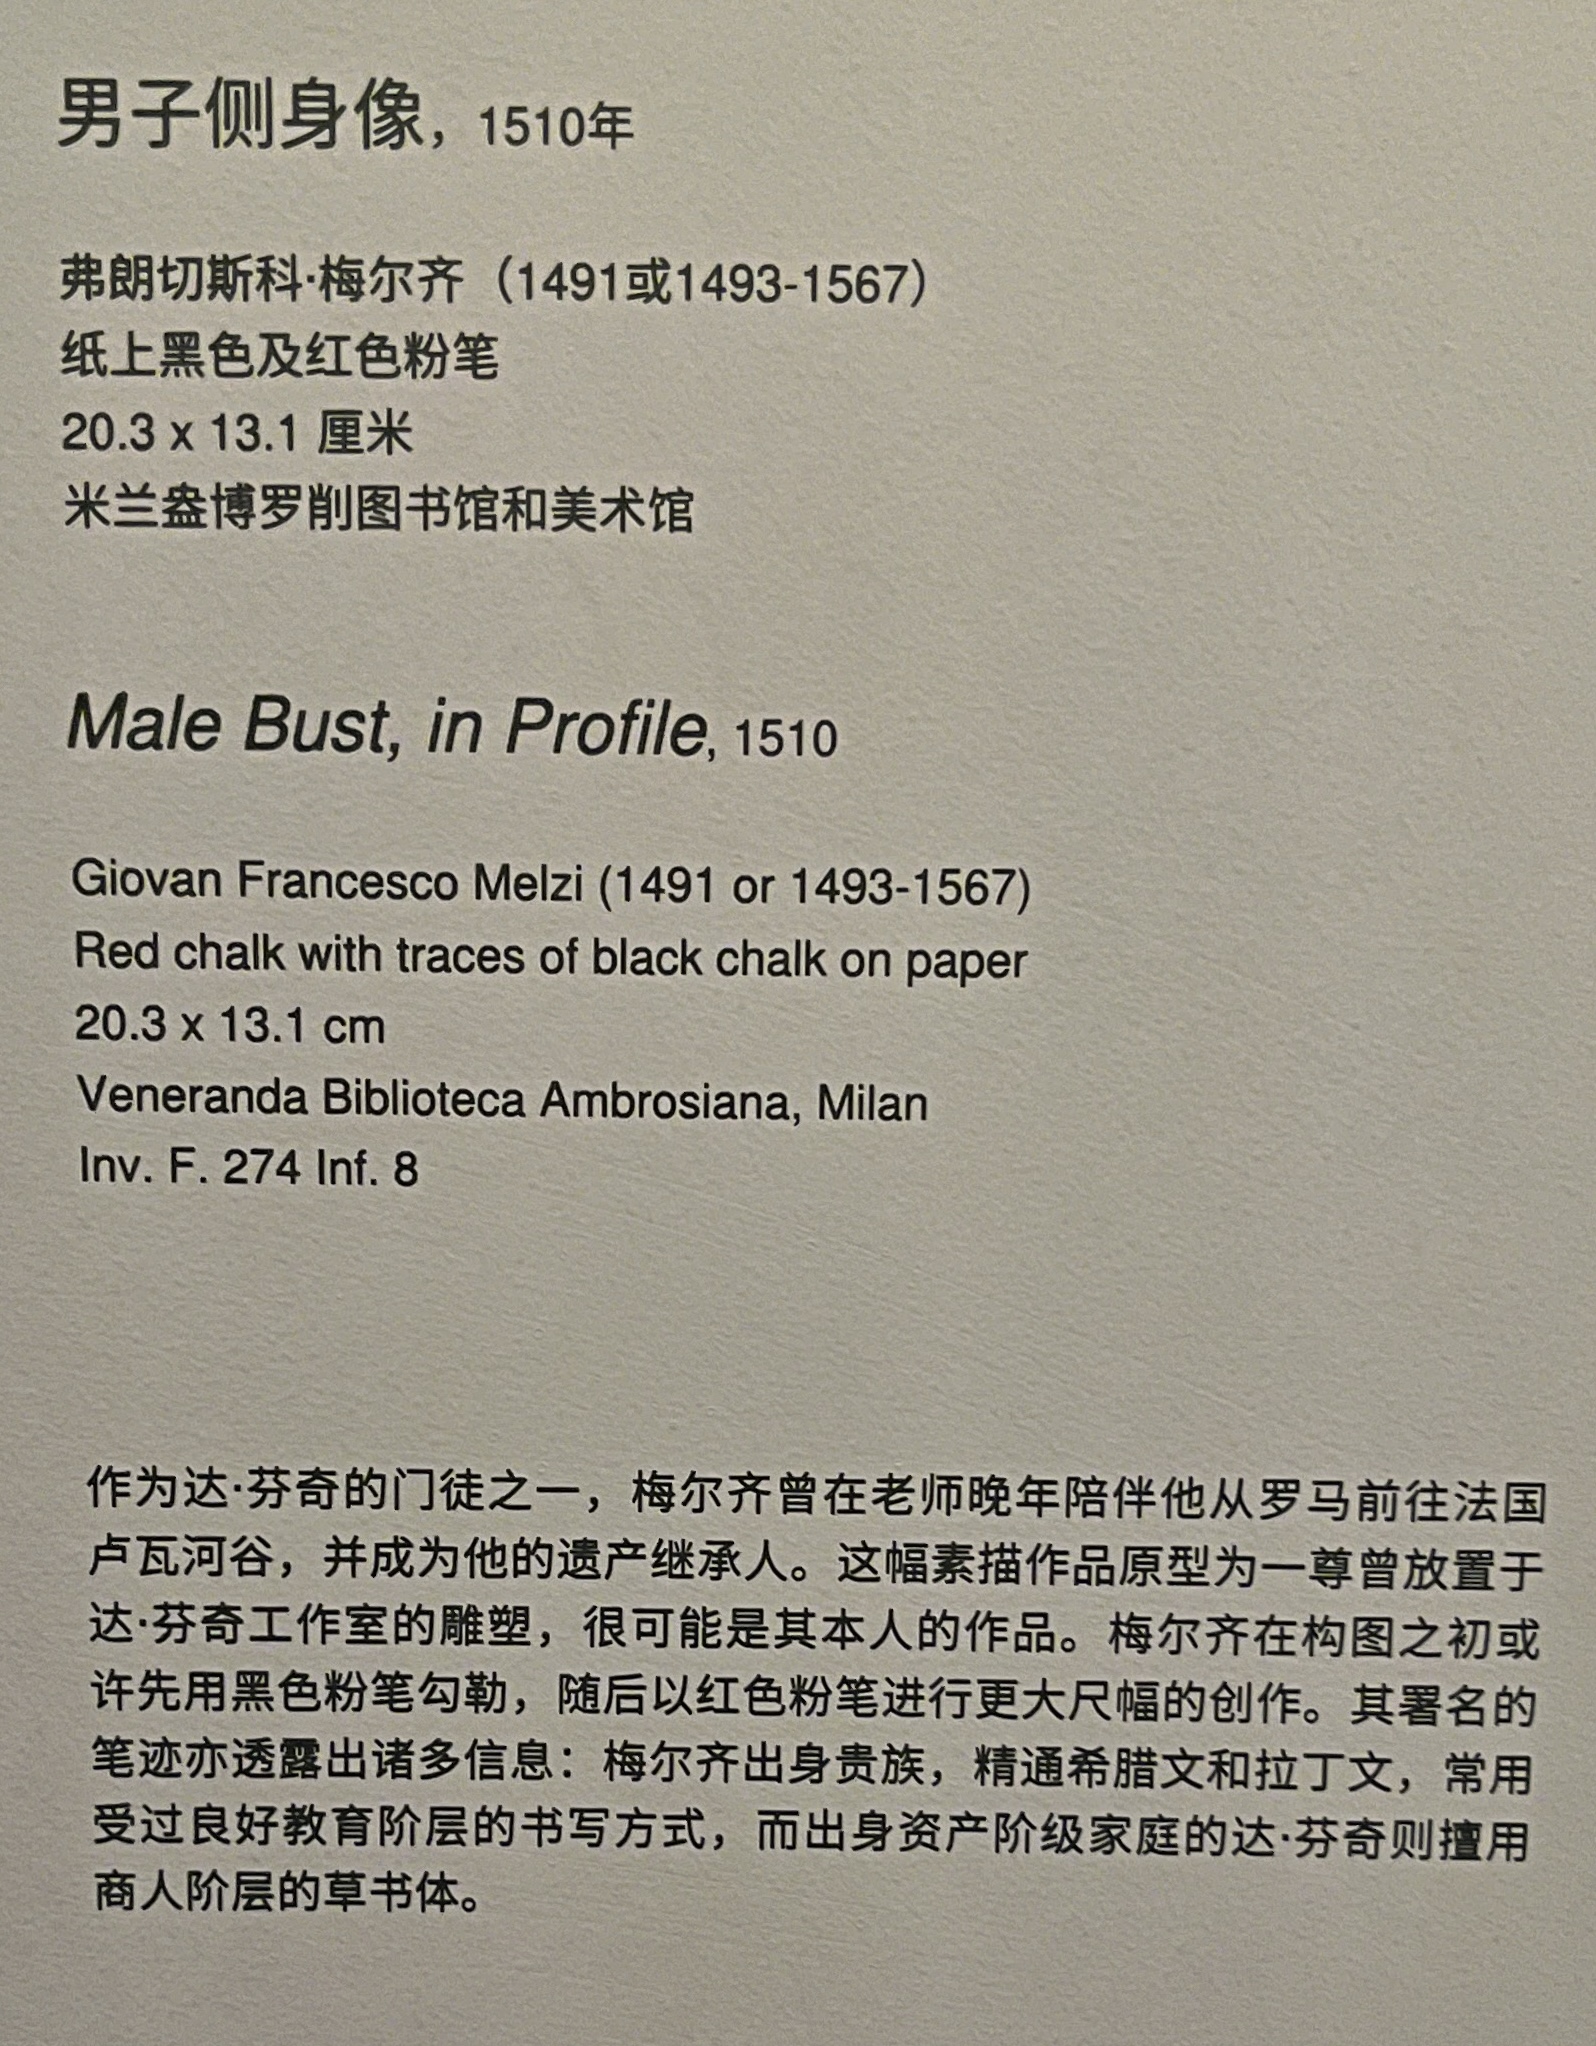 男子侧身像，1510年
弗朗切斯科·梅尔齐（1491或1493-1567）
纸上黑色及红色粉笔
20.3 x 13.1 厘米
米兰盎博罗削图书馆和美术馆
Male Bust, in Profile, 1510
Giovan Francesco Melzi (1491 or 1493-1567)
Red chalk with traces of black chalk on paper
20.3 x 13.1 cm
Veneranda Biblioteca Ambrosiana, Milan
Inv. F. 274 Inf. 8
作为达·芬奇的门徒之一，梅尔齐曾在老师晚年陪伴他从罗马前往法国
卢瓦河谷，并成为他的遗产继承人。这幅素描作品原型为一尊曾放置于
达·芬奇工作室的雕塑，很可能是其本人的作品。梅尔齐在构图之初或
许先用黑色粉笔勾勒，随后以红色粉笔进行更大尺幅的创作。其署名的
笔迹亦透露出诸多信息：梅尔齐出身贵族，精通希腊文和拉丁文，常用
受过良好教育阶层的书写方式，而出身资产阶级家庭的达·芬奇则擅用
商人阶层的草书体。